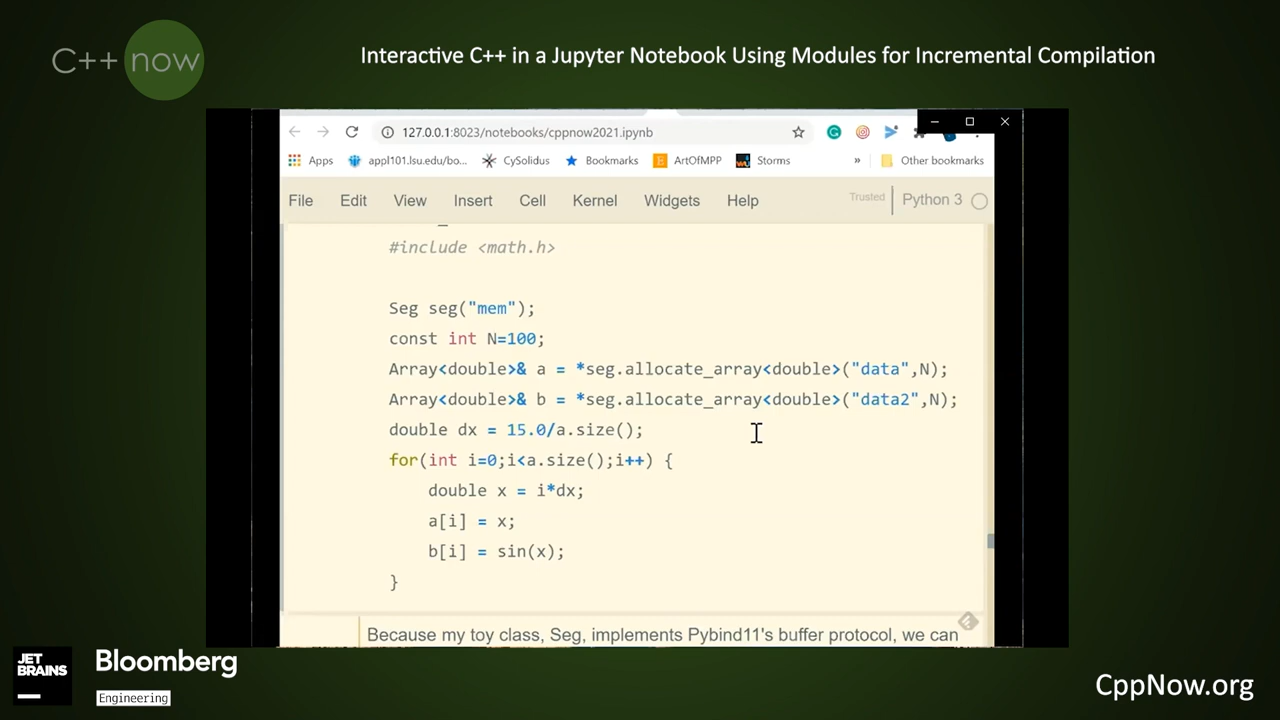 C++ now
Interactive C++ in a Jupyter Notebook Using Modules for Incremental Compilation
127.0.0.1:8023/notebooks/cppnow2021.ipynb
Apps
appl101.lsu.edu/bo...
CySolidus
Bookmarks
ArtOfMPP
Storms
»
Other bookmarks
File Edit View Insert Cell Kernel Widgets Help
Trusted
Python 3
#include <math.h>
Seg seg("mem");
const int N=100;
Array<double>& a = *seg.allocate_array<double>("data",N);
Array<double>& b = *seg.allocate_array<double>("data2",N);
double dx = 15.0/a.size();
for(int i=0;i<a.size();i++) {
double x = i*dx;
a[i] = x;
b[i] = sin(x);
}
Because my toy class, Seg, implements Pybind11's buffer protocol, we can
JET
BRAINS
Bloomberg
Engineering
CppNow.org